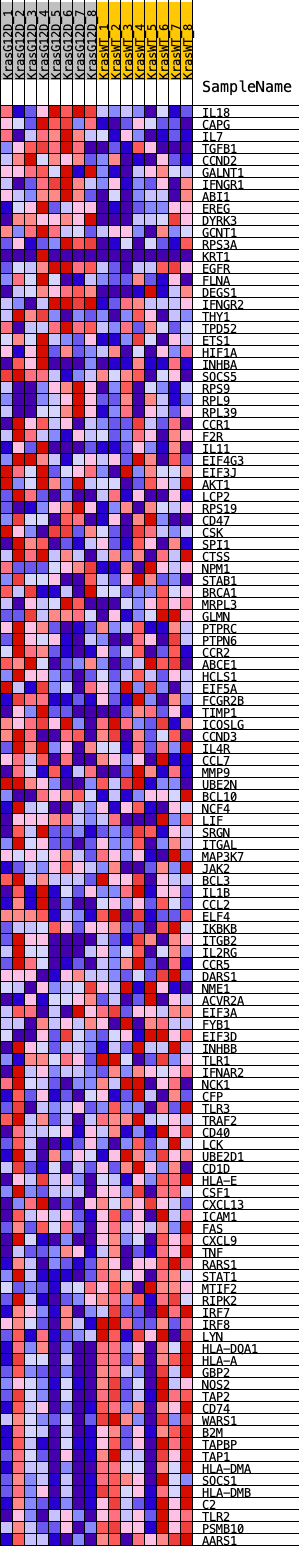 KrasG12D_1
KrasG12D_2
KrasG12D_3
KrasG12D_4
KrasG12D_5
KrasG12D_6
KrasG12D_7
KrasG12D_8
KrasWT_1
KrasWT_2
KrasWT_3
KrasWT_4
KrasWT_5
KrasWT_6
KrasWT_7
KrasWT_8
SampleName
IL18
CAPG
IL7
TGFB1
CCND2
GALNT1
IFNGR1
ABI1
EREG
DYRK3
GCNT1
RPS3A
KRT1
EGFR
FLNA
DEGS1
IFNGR2
THY1
TPD52
ETS1
HIF1A
INHBA
SOCS5
RPS9
RPL9
RPL39
CCR1
F2R
IL11
EIF4G3
EIF3J
AKT1
LCP2
RPS19
CD47
CSK
SPI1
CTSS
NPM1
STAB1
BRCA1
MRPL3
GLMN
PTPRC
PTPN6
CCR2
ABCE1
HCLS1
EIF5A
FCGR2B
TIMP1
ICOSLG
CCND3
IL4R
CCL7
MMP9
UBE2N
BCL10
NCF4
LIF
SRGN
ITGAL
MAP3K7
JAK2
BCL3
IL1B
CCL2
ELF4
IKBKB
ITGB2
IL2RG
CCR5
DARS1
NME1
ACVR2A
EIF3A
FYB1
EIF3D
INHBB
TLR1
IFNAR2
NCK1
CFP
TLR3
TRAF2
CD40
LCK
UBE2D1
CD1D
HLA-E
CSF1
CXCL13
ICAM1
FAS
CXCL9
TNF
RARS1
STAT1
MTIF2
RIPK2
IRF7
IRF8
LYN
HLA-DOA1
HLA-A
GBP2
NOS2
TAP2
CD74
WARS1
B2M
TAPBP
TAP1
HLA-DMA
SOCS1
HLA-DMB
C2
TLR2
PSMB10
AARS1